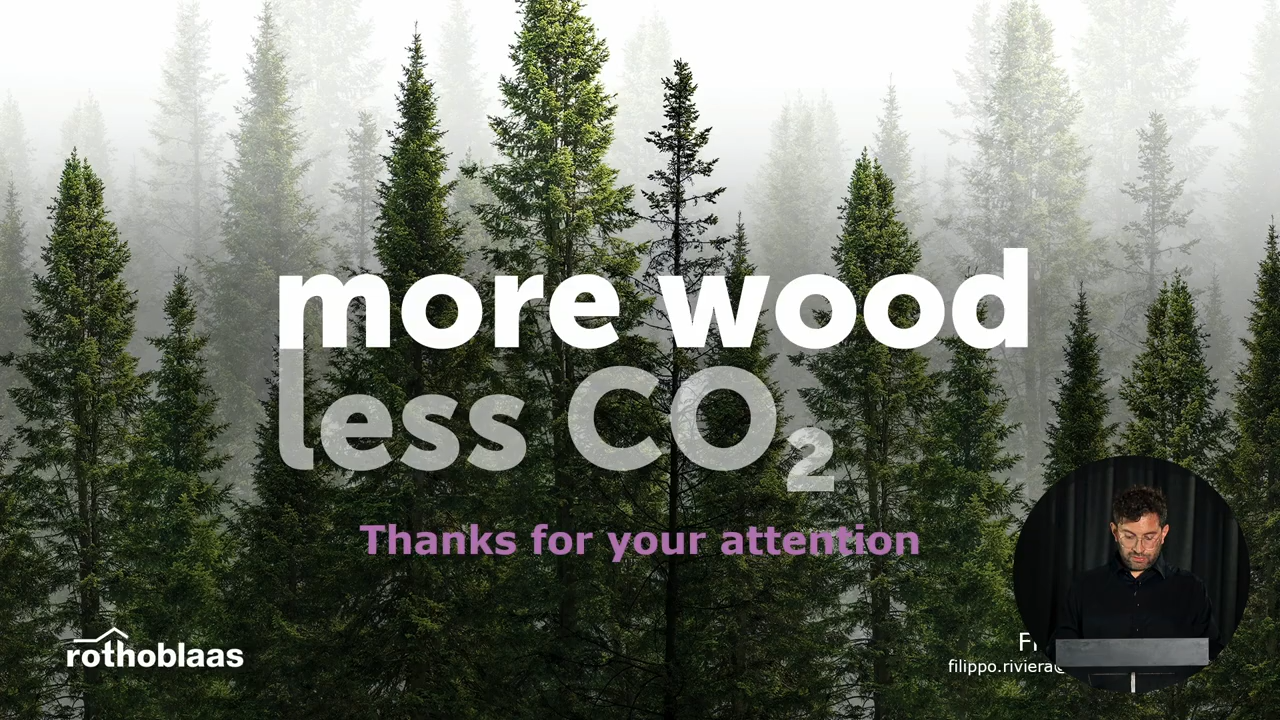 more wood
less CO₂
Thanks for your attention
rothoblaas
filippo.riviera@